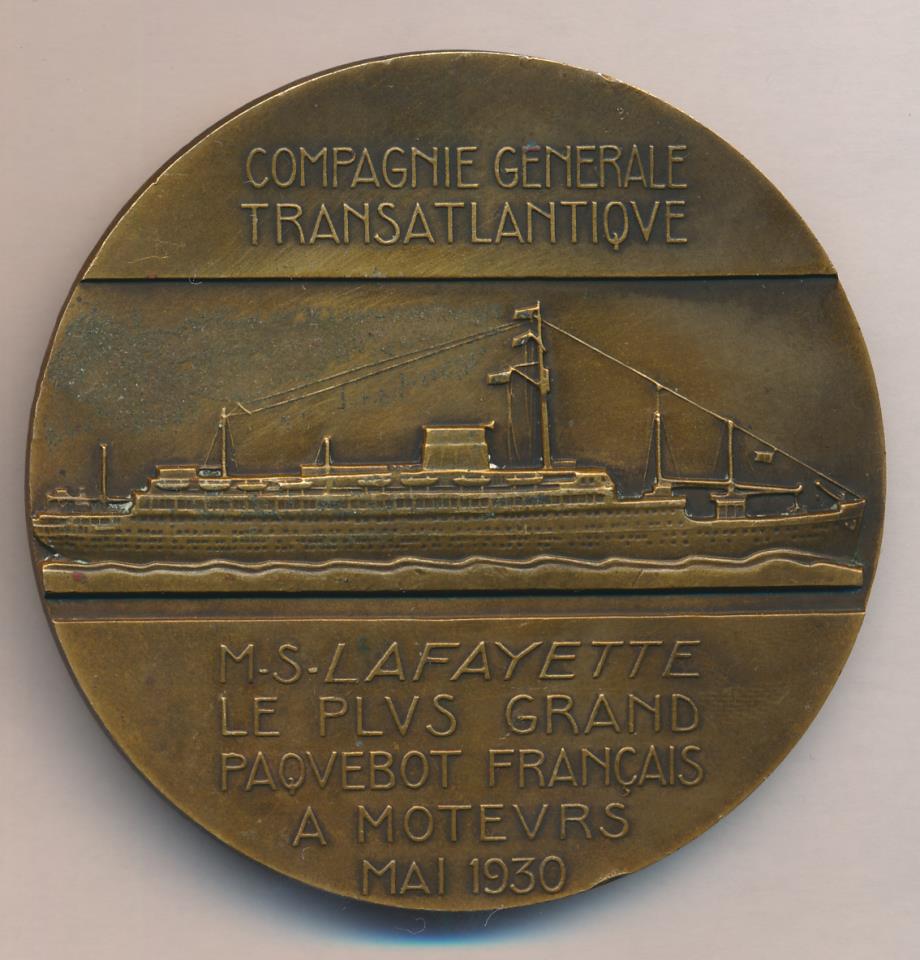 COMPAGNIE GENERALE
TRANSATLANTIQVE
M-S-LAFAYETTE
LE PLVS GRAND
PAQVEBOT FRANÇAIS
A MOTEVRS
MAI 1930